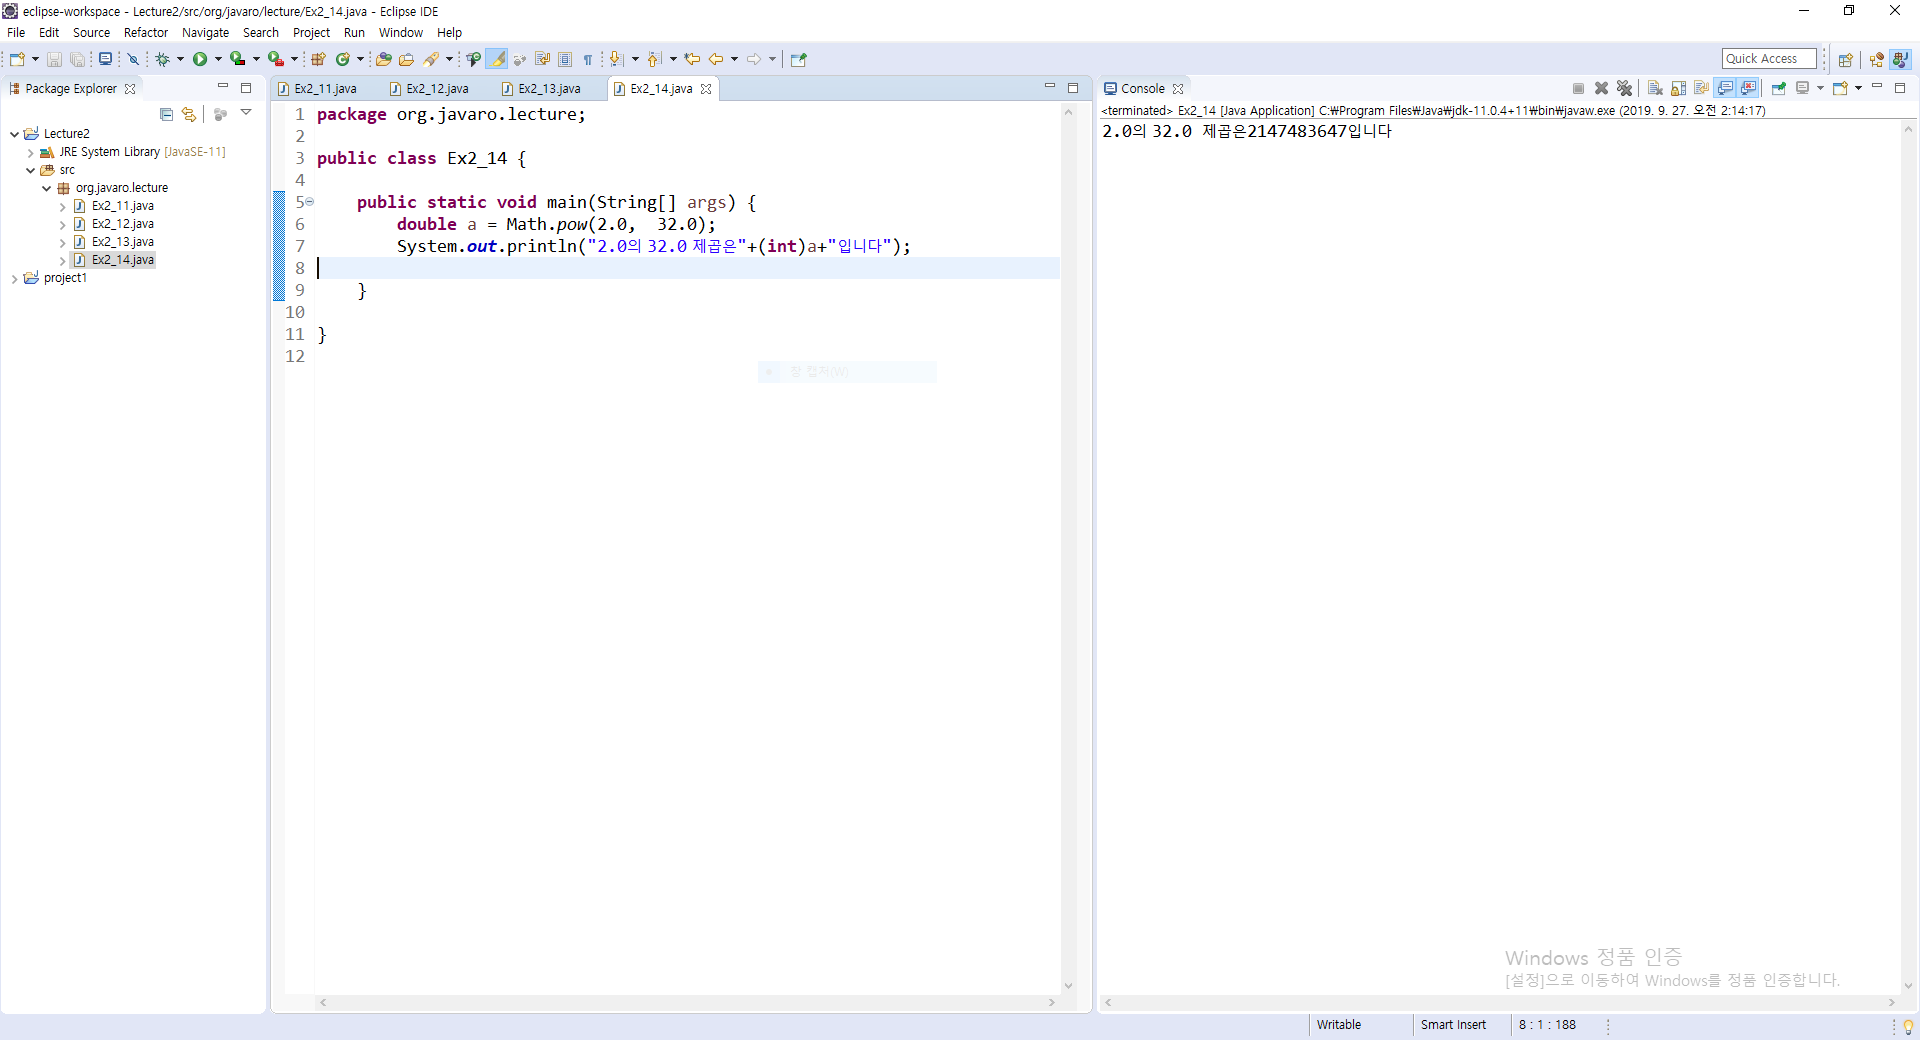 eclipse-workspace - Lecture2/src/org/javaro/lecture/Ex2_14.java - Eclipse IDE
File Edit Source Refactor Navigate Search Project Run Window Help
Quick Access
Package Explorer
Lecture2
JRE System Library [JavaSE-11]
src
org.javaro.lecture
Ex2_11.java
Ex2_12.java
Ex2_13.java
Ex2_14.java
project1
Ex2_11.java Ex2_12.java Ex2_13.java Ex2_14.java
1 package org.javaro.lecture;
2
3 public class Ex2_14 {
4
5 public static void main(String[] args) {
6 double a = Math.pow(2.0,  32.0);
7 System.out.println("2.0의 32.0 제곱은"+(int)a+"입니다");
8
9 }
10
11 }
12
창 캡처(W)
Console
<terminated> Ex2_14 [Java Application] C:₩Program Files₩Java₩jdk-11.0.4+11₩bin₩javaw.exe (2019. 9. 27. 오전 2:14:17)
2.0의 32.0 제곱은2147483647입니다
Windows 정품 인증
[설정]으로 이동하여 Windows를 정품 인증합니다.
Writable Smart Insert 8 : 1 : 188